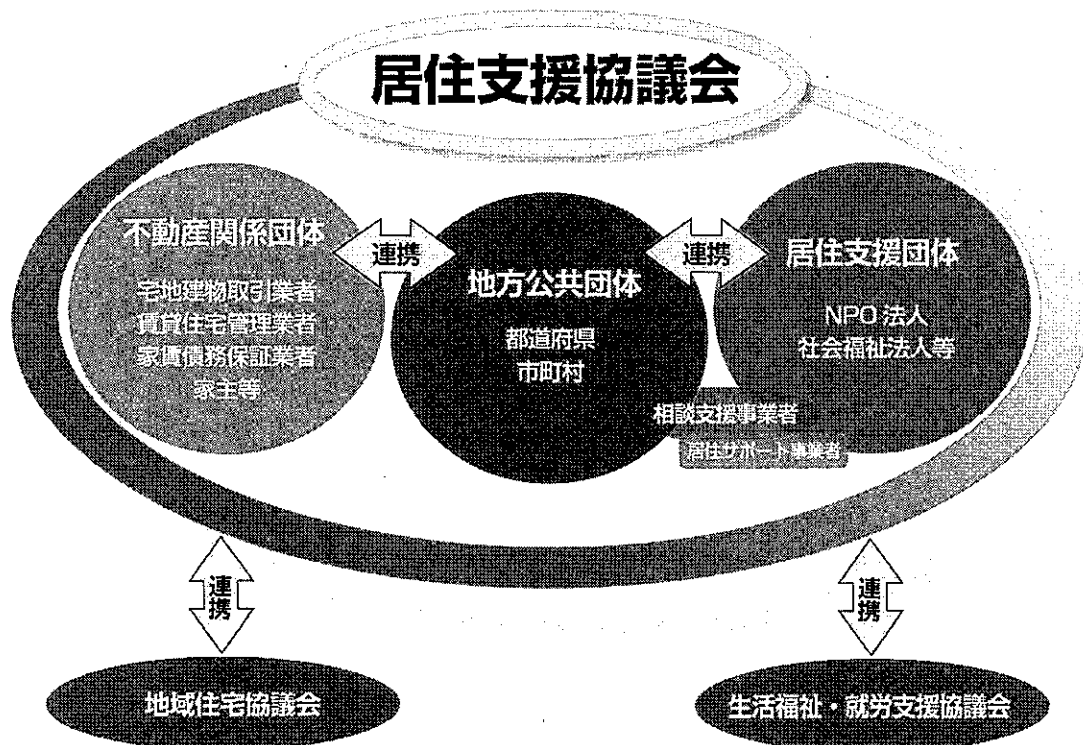 居住支援協議会
不動産関係団体
宅地建物取引業者
賃貸住宅管理業者
家賃債務保証業者
家主等
連携
地方公共団体
都道府県
市町村
連携
居住支援団体
NPO法人
社会福祉法人等
相談支援事業者
居住サポート事業者
連携
連携
地域住宅協議会
生活福祉・就労支援協議会